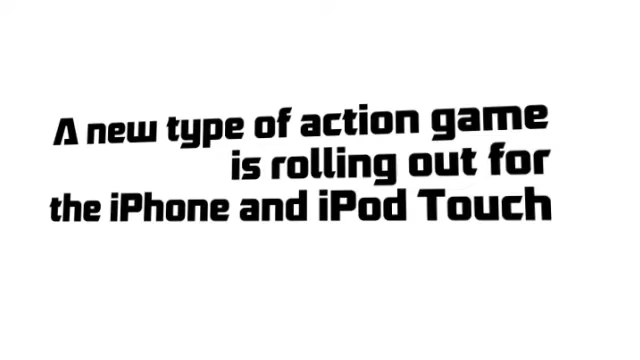 A new type of action game
is rolling out for
the iPhone and iPod Touch